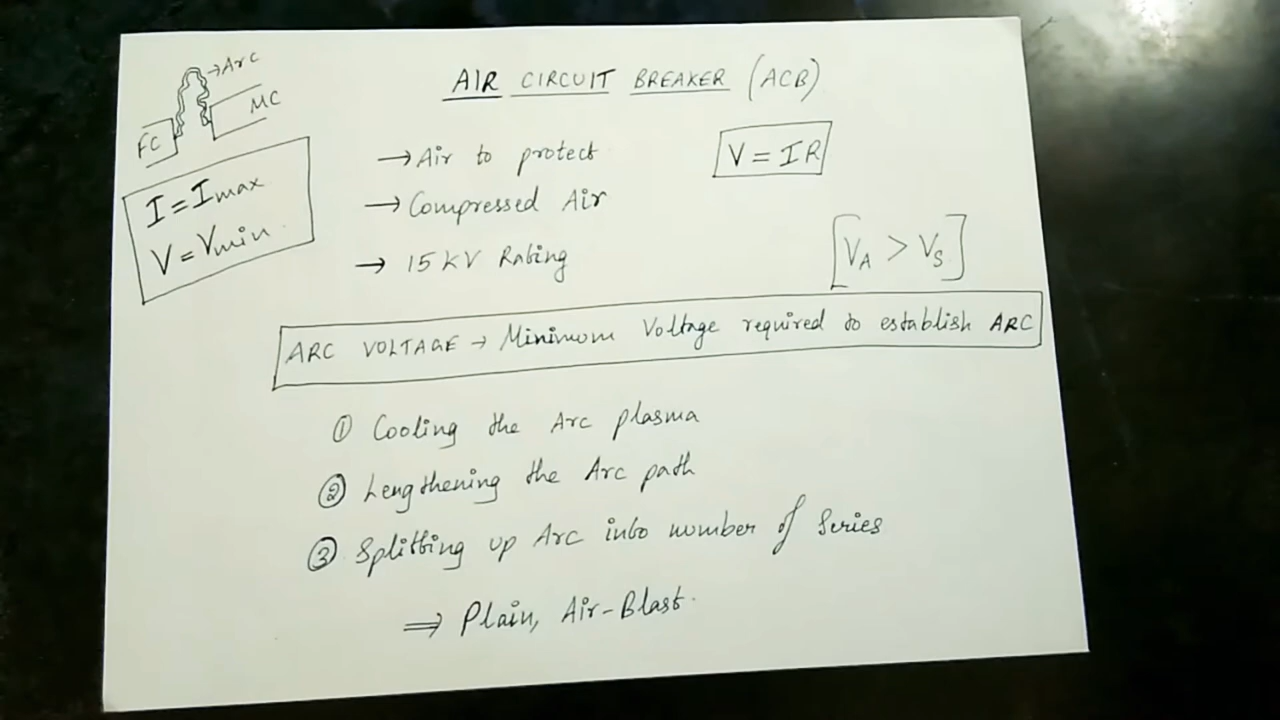 AIR CIRCUIT BREAKER (ACB)
→Arc
MC
FC
I = Imax
V = Vmin
→ Air to protect
→ Compressed Air
→ 15 kV Rating
V = IR
[VA > VS]
ARC VOLTAGE → Minimum Voltage required to establish ARC
① Cooling the Arc plasma
② Lengthening the Arc path
③ Splitting up Arc into number of Series
⇒ Plain, Air-Blast.